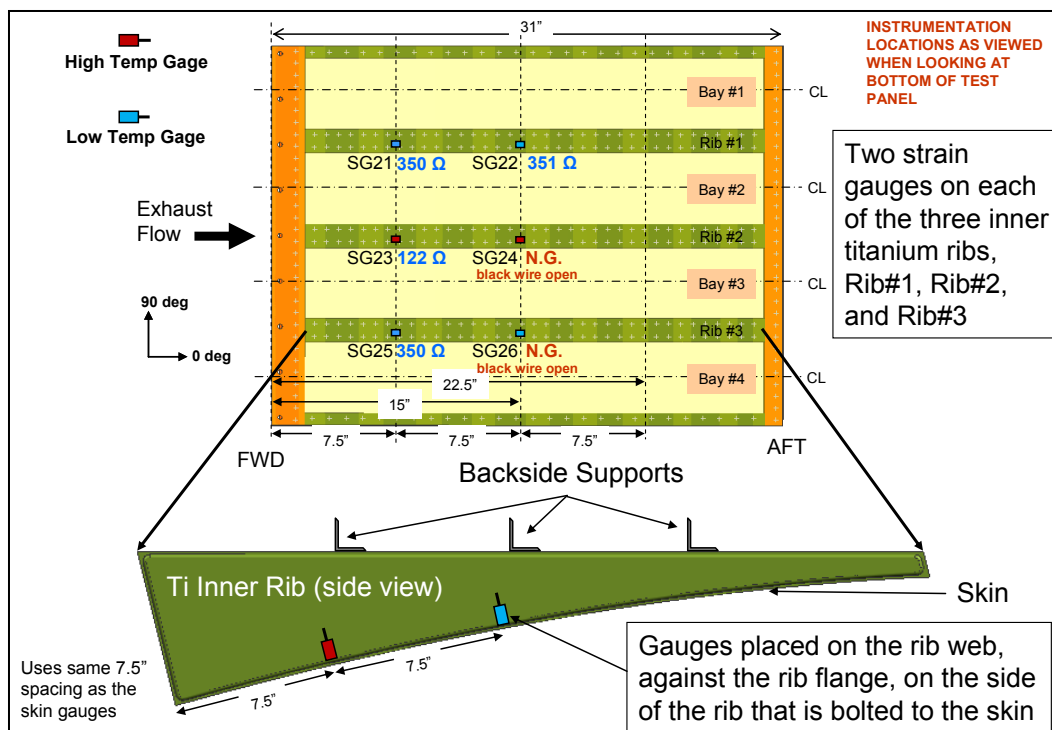 31”
High Temp Gage
Low Temp Gage
INSTRUMENTATION
LOCATIONS AS VIEWED
WHEN LOOKING AT
BOTTOM OF TEST
PANEL
Bay #1
CL
Rib #1
SG21 350 Ω
SG22 351 Ω
Bay #2
CL
Two strain
gauges on each
of the three inner
titanium ribs,
Rib#1, Rib#2,
and Rib#3
Exhaust
Flow
Rib #2
SG23 122 Ω
SG24 N.G.
black wire open
Bay #3
CL
90 deg
0 deg
Rib #3
SG25 350 Ω
SG26 N.G.
black wire open
Bay #4
CL
22.5”
15”
7.5”
7.5”
7.5”
FWD
AFT
Backside Supports
Ti Inner Rib (side view)
Skin
Uses same 7.5”
spacing as the
skin gauges
7.5”
7.5”
Gauges placed on the rib web,
against the rib flange, on the side
of the rib that is bolted to the skin